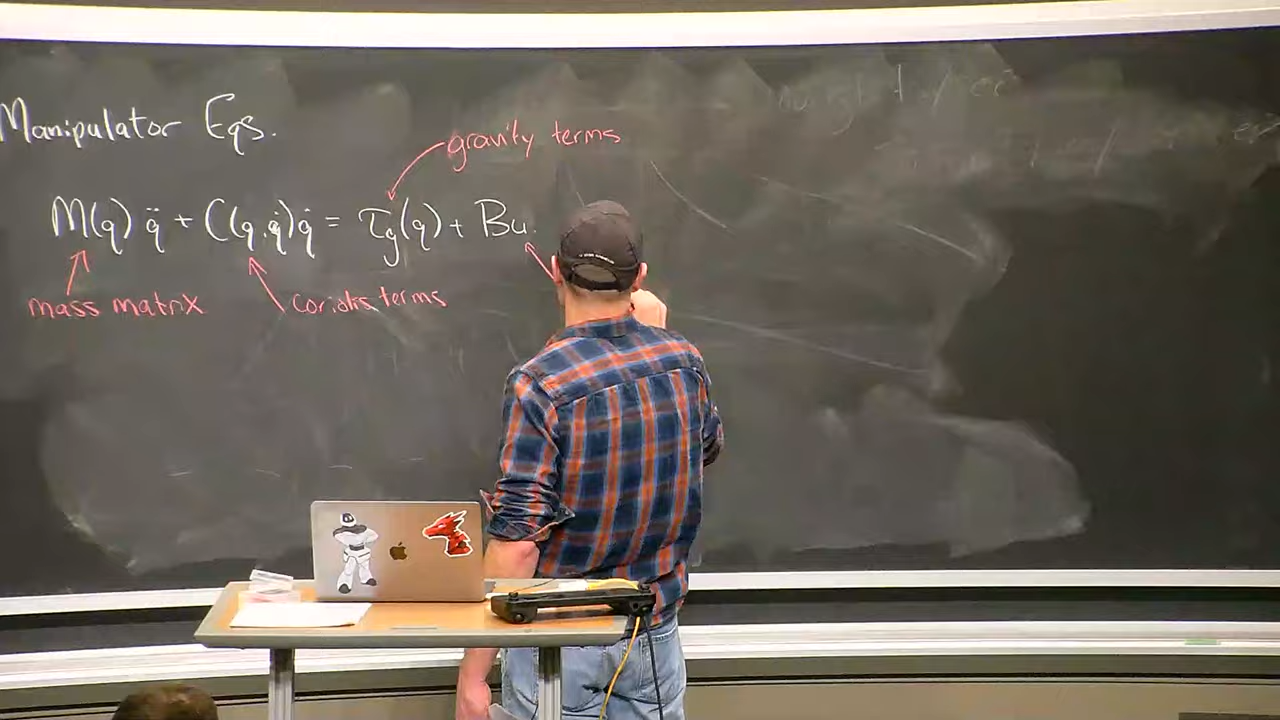 Manipulator Eqs.
gravity terms
M(q) q̈ + C(q,q̇)q̇ = τg(q) + Bu
mass matrix
coriolis terms